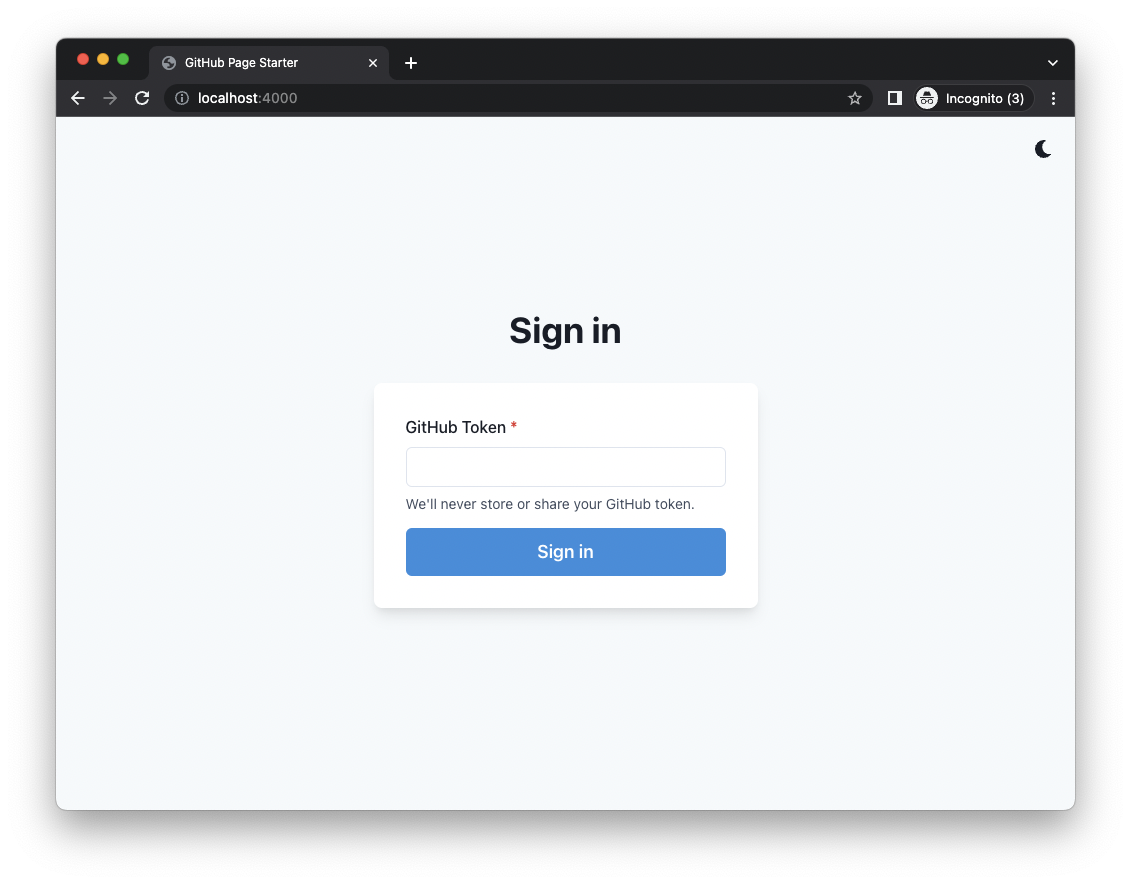 GitHub Page Starter
localhost:4000
Incognito (3)
Sign in
GitHub Token *
We'll never store or share your GitHub token.
Sign in